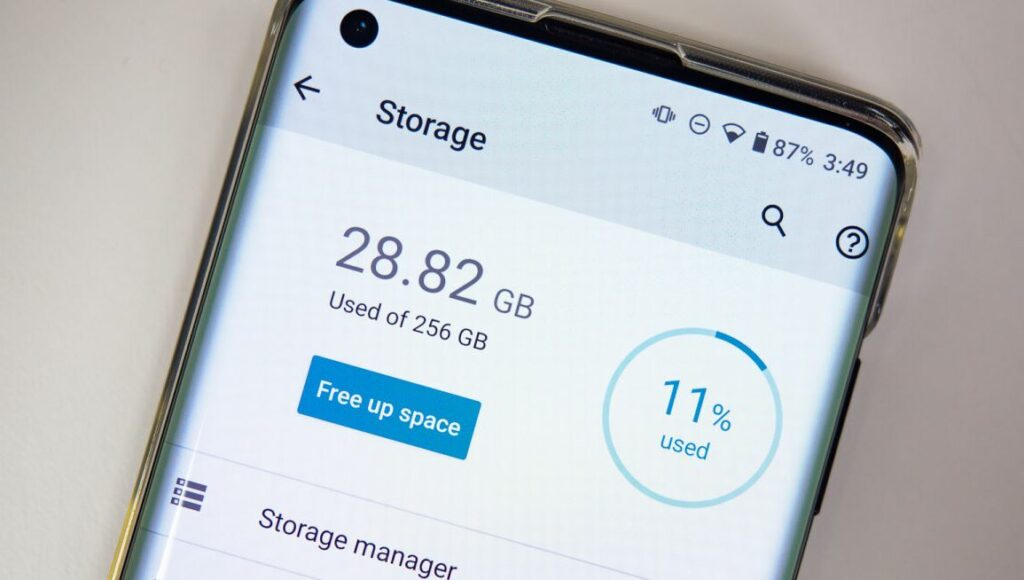 87% 3:49
Storage
28.82 GB
Used of 256 GB
Free up space
11%
used
Storage manager